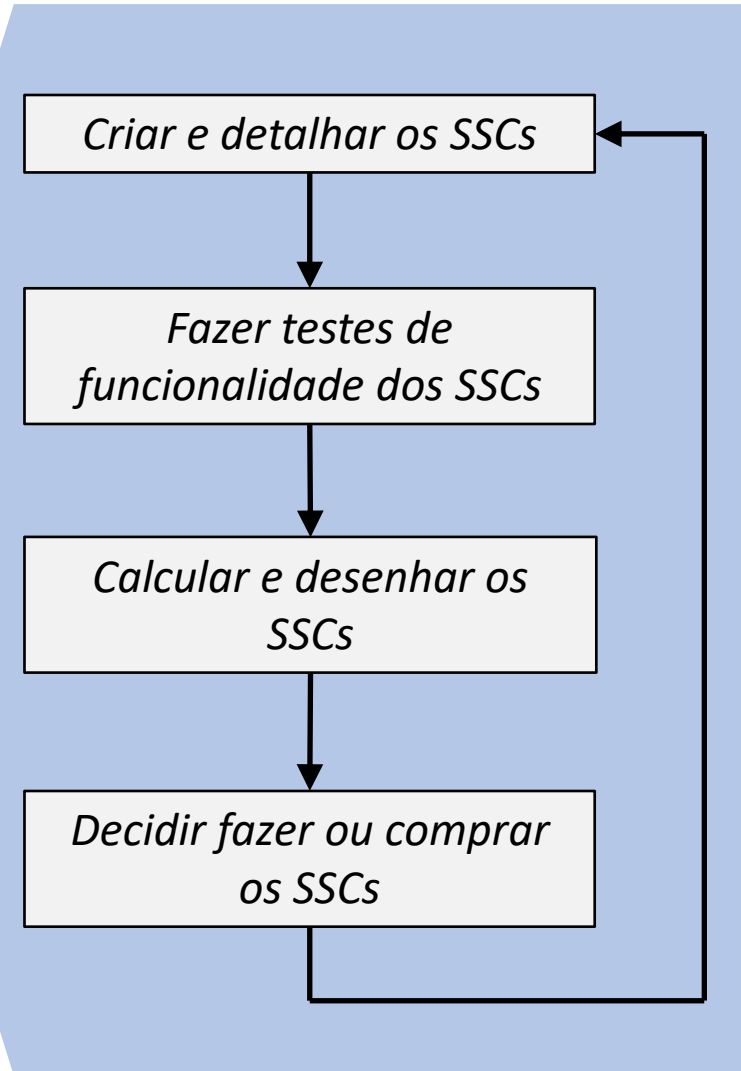 Criar e detalhar os SSCs
Fazer testes de
funcionalidade dos SSCs
Calcular e desenhar os
SSCs
Decidir fazer ou comprar
os SSCs